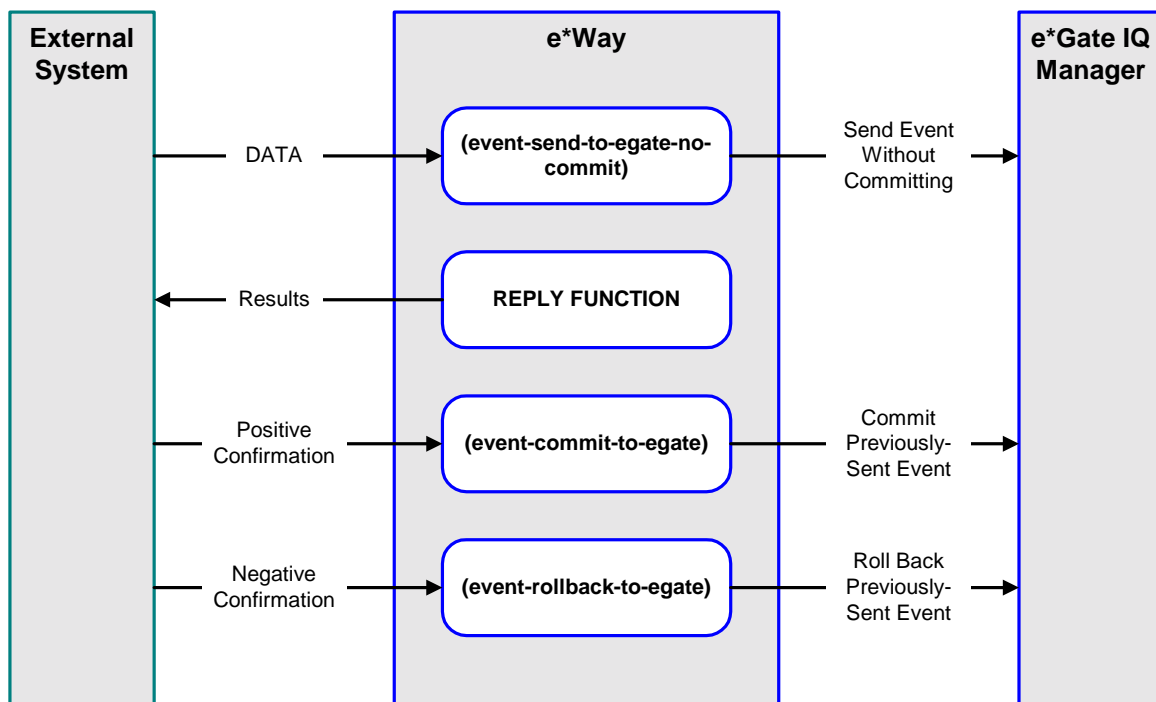 External
System
e*Way
e*Gate IQ
Manager
DATA
(event-send-to-egate-no-
commit)
Send Event
Without
Committing
Results
REPLY FUNCTION
Positive
Confirmation
(event-commit-to-egate)
Commit
Previously-
Sent Event
Negative
Confirmation
(event-rollback-to-egate)
Roll Back
Previously-
Sent Event